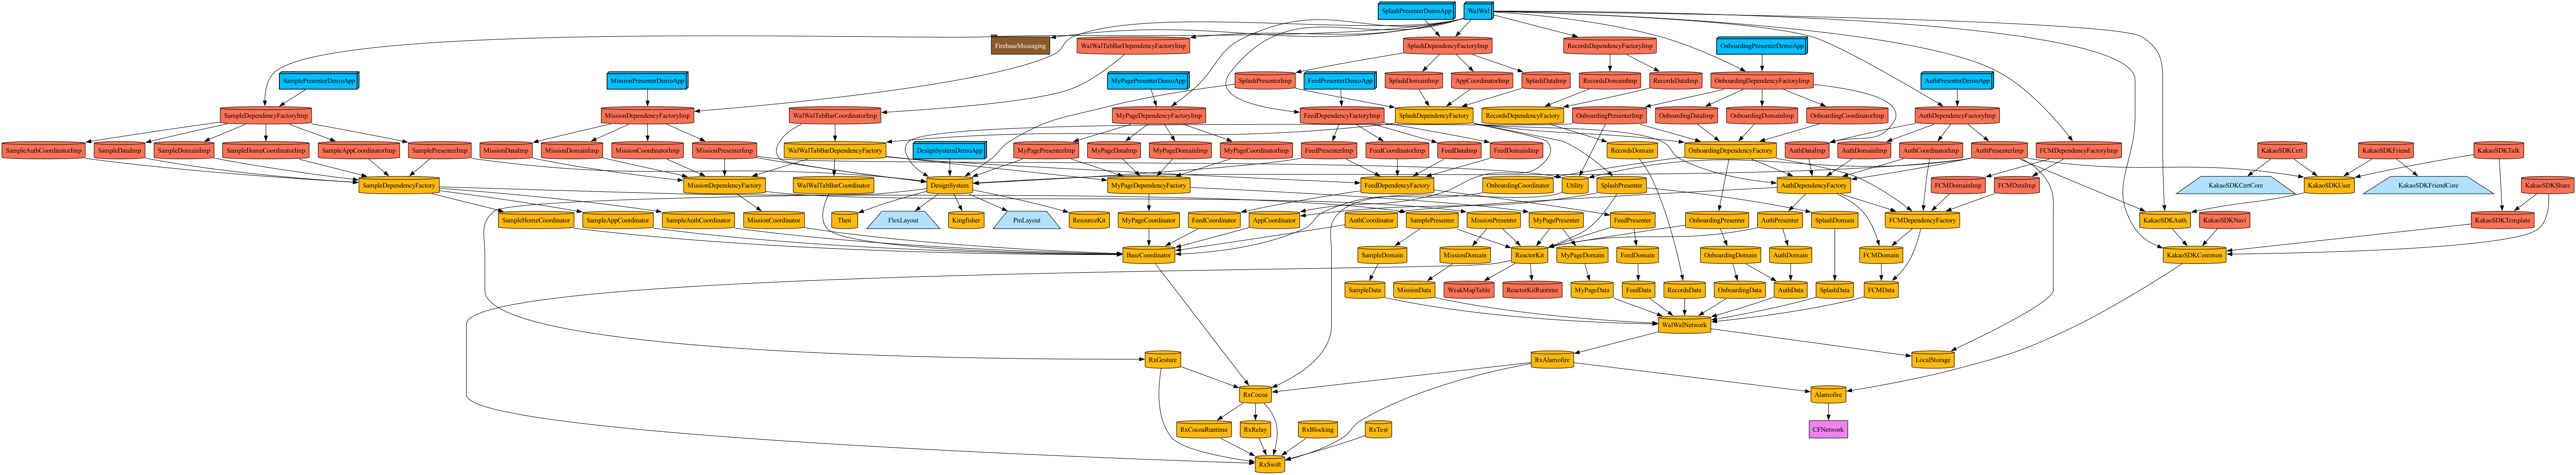 SplashPresenterDemoApp
WalWal
FirebaseMessaging
WalWalTabBarDependencyFactoryImp
SplashDependencyFactoryImp
RecordsDependencyFactoryImp
OnboardingPresenterDemoApp
SamplePresenterDemoApp
MissionPresenterDemoApp
MyPagePresenterDemoApp
SplashPresenterImp
FeedPresenterDemoApp
SplashDomainImp
AppCoordinatorImp
SplashDataImp
RecordsDomainImp
RecordsDataImp
OnboardingDependencyFactoryImp
AuthPresenterDemoApp
SampleDependencyFactoryImp
MissionDependencyFactoryImp
WalWalTabBarCoordinatorImp
MyPageDependencyFactoryImp
FeedDependencyFactoryImp
SplashDependencyFactory
RecordsDependencyFactory
OnboardingPresenterImp
OnboardingDataImp
OnboardingDomainImp
OnboardingCoordinatorImp
AuthDependencyFactoryImp
SampleAuthCoordinatorImp
SampleDataImp
SampleDomainImp
SampleHomeCoordinatorImp
SampleAppCoordinatorImp
SamplePresenterImp
MissionDataImp
MissionDomainImp
MissionCoordinatorImp
MissionPresenterImp
WalWalTabBarDependencyFactory
DesignSystemDemoApp
MyPagePresenterImp
MyPageDataImp
MyPageDomainImp
MyPageCoordinatorImp
FeedPresenterImp
FeedCoordinatorImp
FeedDataImp
FeedDomainImp
RecordsDomain
OnboardingDependencyFactory
AuthDataImp
AuthDomainImp
AuthCoordinatorImp
AuthPresenterImp
FCMDependencyFactoryImp
KakaoSDKCert
KakaoSDKFriend
KakaoSDKTalk
SampleDependencyFactory
MissionDependencyFactory
WalWalTabBarCoordinator
DesignSystem
MyPageDependencyFactory
FeedDependencyFactory
OnboardingCoordinator
Utility
SplashPresenter
AuthDependencyFactory
FCMDomainImp
FCMDataImp
KakaoSDKCertCore
KakaoSDKUser
KakaoSDKFriendCore
KakaoSDKShare
SampleHomeCoordinator
SampleAppCoordinator
SampleAuthCoordinator
MissionCoordinator
Then
FlexLayout
Kingfisher
PinLayout
ResourceKit
MyPageCoordinator
FeedCoordinator
AppCoordinator
AuthCoordinator
SamplePresenter
MissionPresenter
MyPagePresenter
FeedPresenter
OnboardingPresenter
AuthPresenter
SplashDomain
FCMDependencyFactory
KakaoSDKAuth
KakaoSDKNavi
KakaoSDKTemplate
BaseCoordinator
SampleDomain
MissionDomain
ReactorKit
MyPageDomain
FeedDomain
OnboardingDomain
AuthDomain
FCMDomain
KakaoSDKCommon
SampleData
MissionData
WeakMapTable
ReactorKitRuntime
MyPageData
FeedData
RecordsData
OnboardingData
AuthData
SplashData
FCMData
WalWalNetwork
RxGesture
RxAlamofire
LocalStorage
RxCocoa
Alamofire
RxCocoaRuntime
RxRelay
RxBlocking
RxTest
CFNetwork
RxSwift